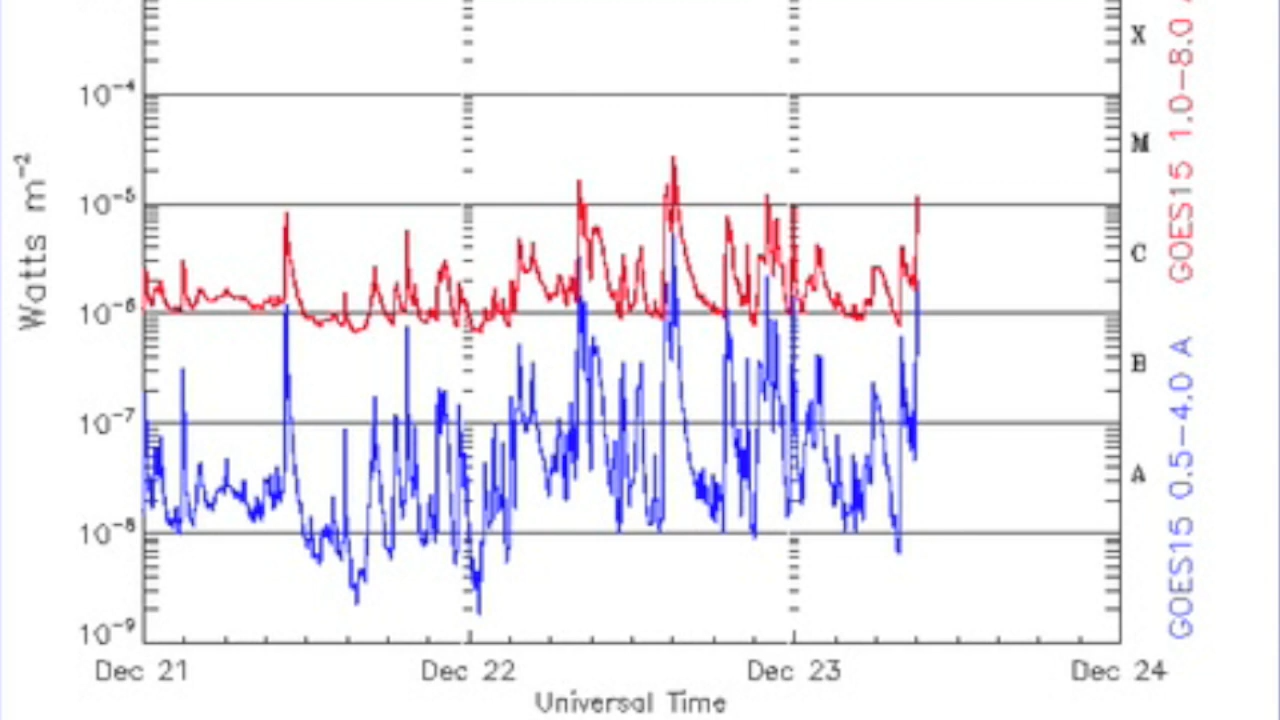 X
10⁻⁴
M
10⁻⁵
C
10⁻⁶
B
10⁻⁷
A
10⁻⁸
10⁻⁹
Watts m⁻²
Dec 21 Dec 22 Dec 23 Dec 24
Universal Time
GOES15 1.0-8.0
GOES15 0.5-4.0 A